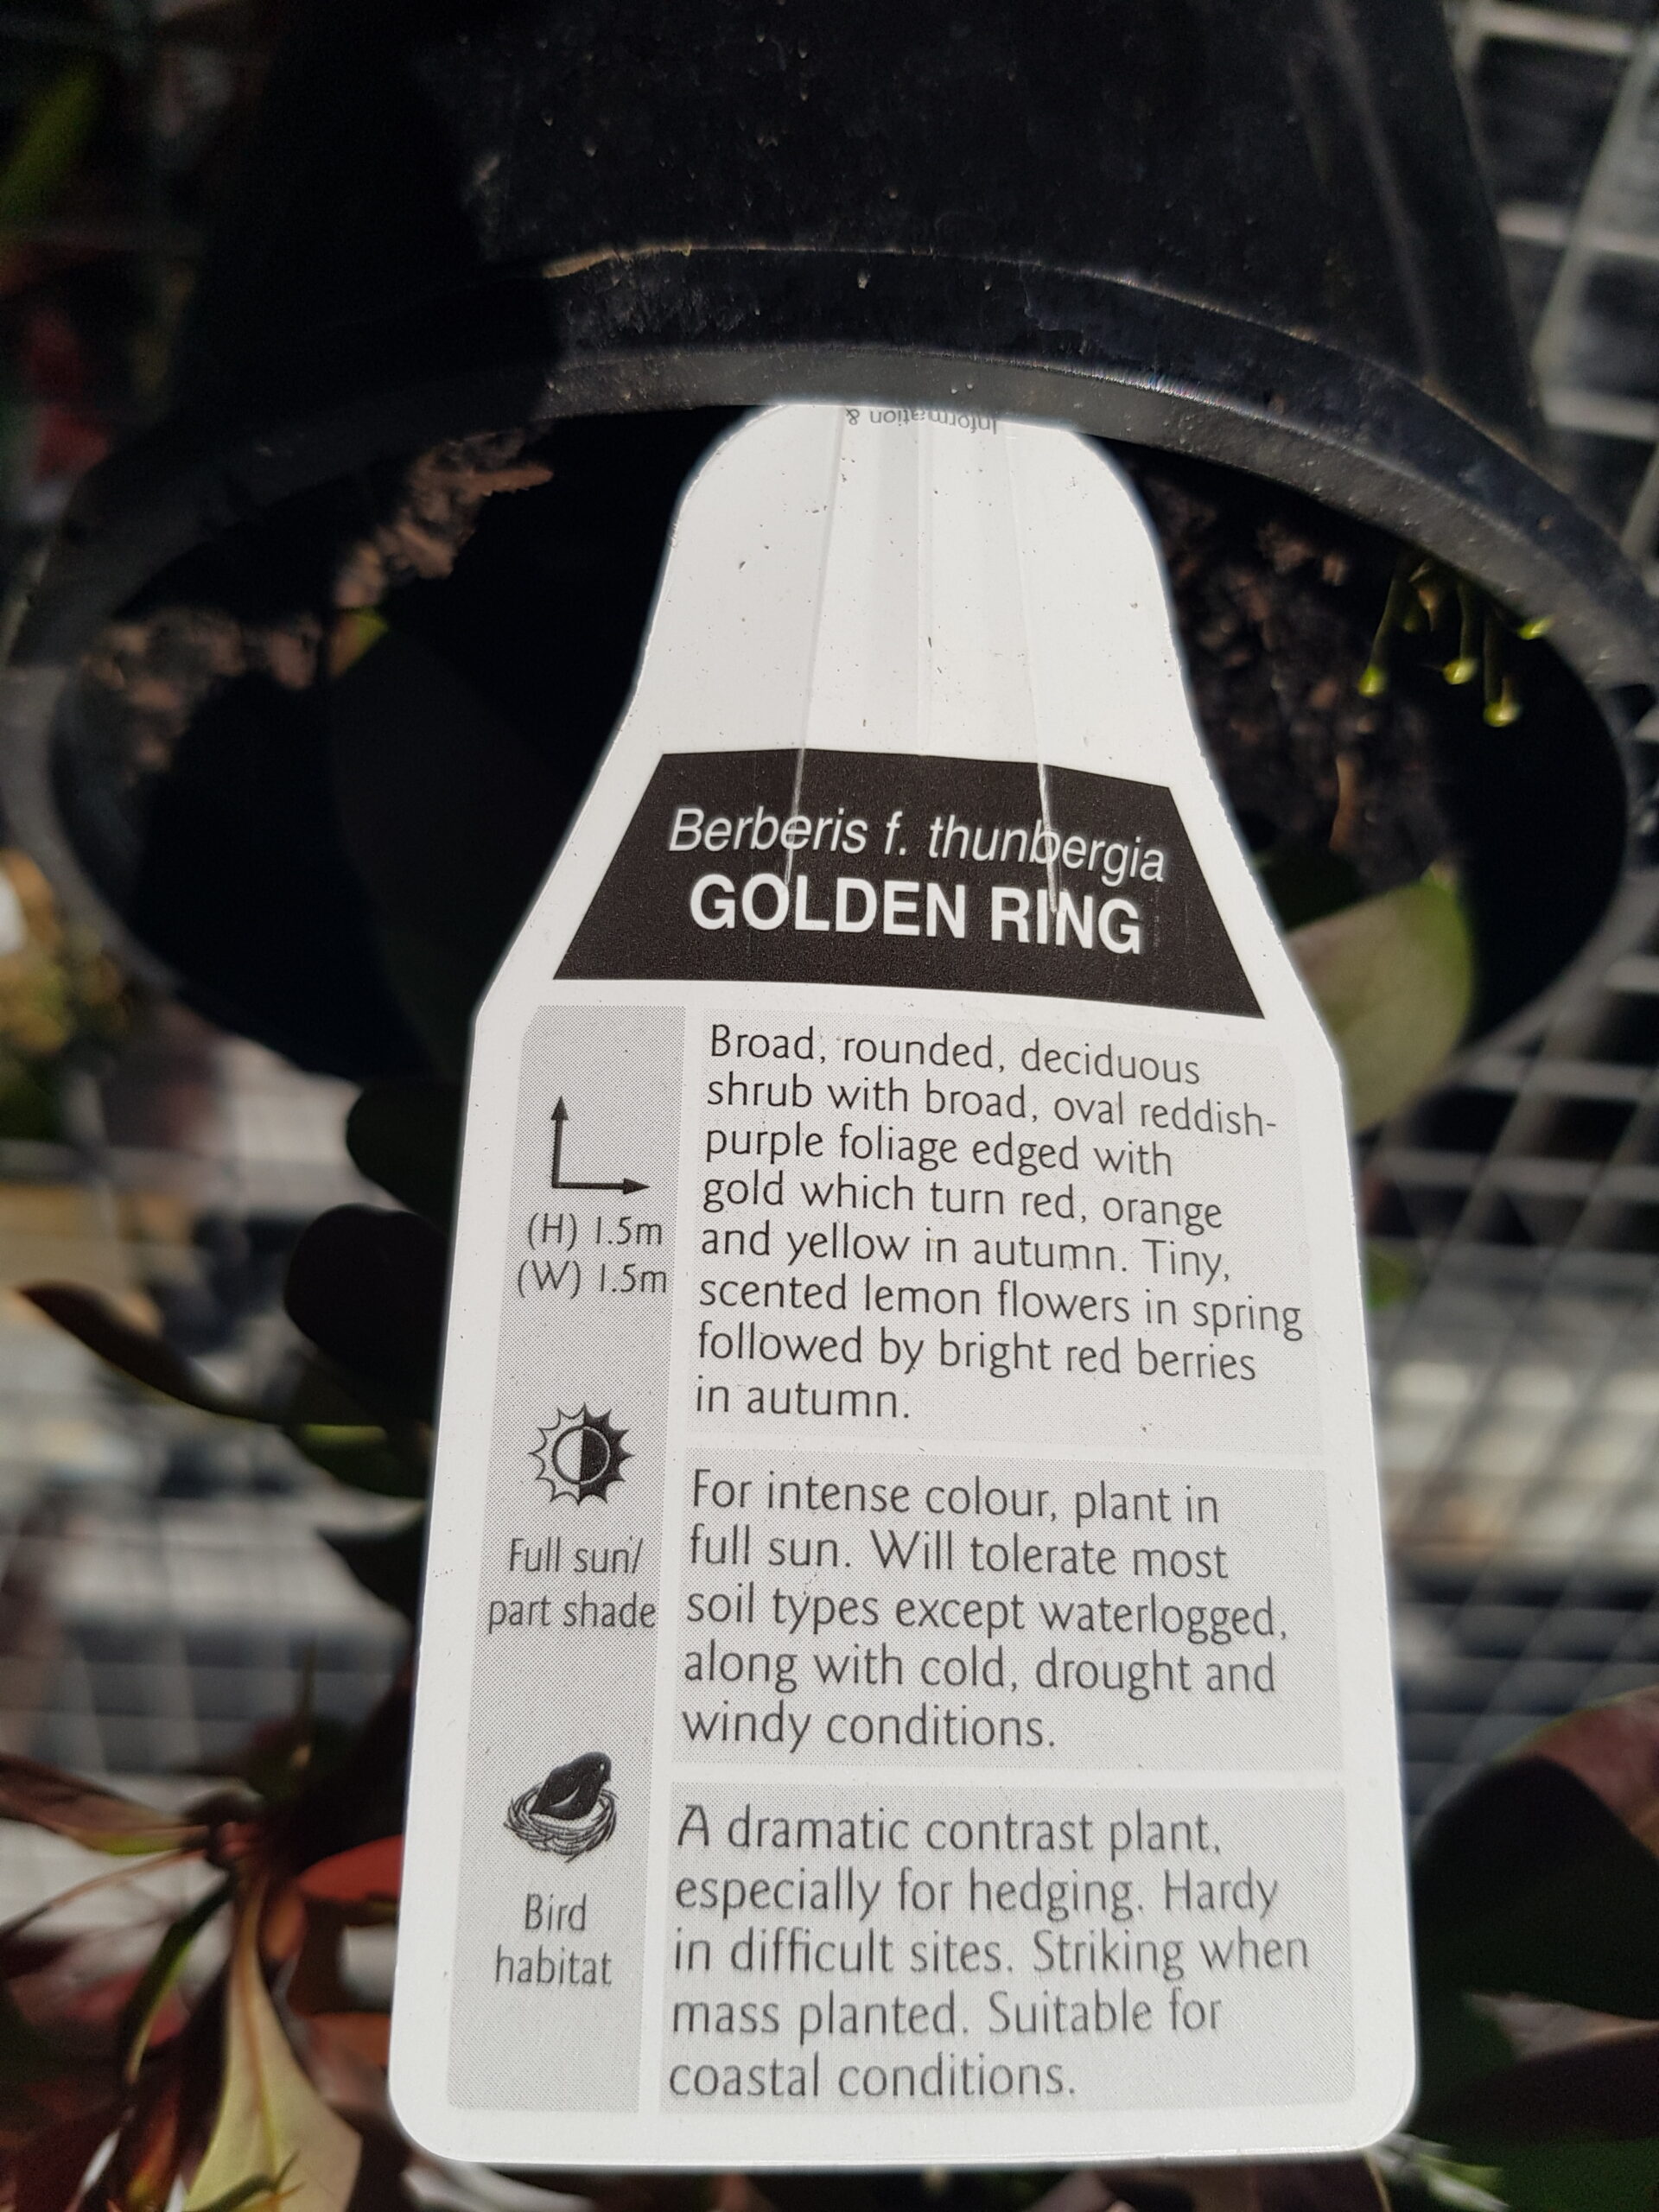 Information &
Berberis f. thunbergia
GOLDEN RING
(H) 1.5m
(W) 1.5m
Full sun/
part shade
Bird
habitat
Broad, rounded, deciduous
shrub with broad, oval reddish-
purple foliage edged with
gold which turn red, orange
and yellow in autumn. Tiny,
scented lemon flowers in spring
followed by bright red berries
in autumn.
For intense colour, plant in
full sun. Will tolerate most
soil types except waterlogged,
along with cold, drought and
windy conditions.
A dramatic contrast plant,
especially for hedging. Hardy
in difficult sites. Striking when
mass planted. Suitable for
coastal conditions.